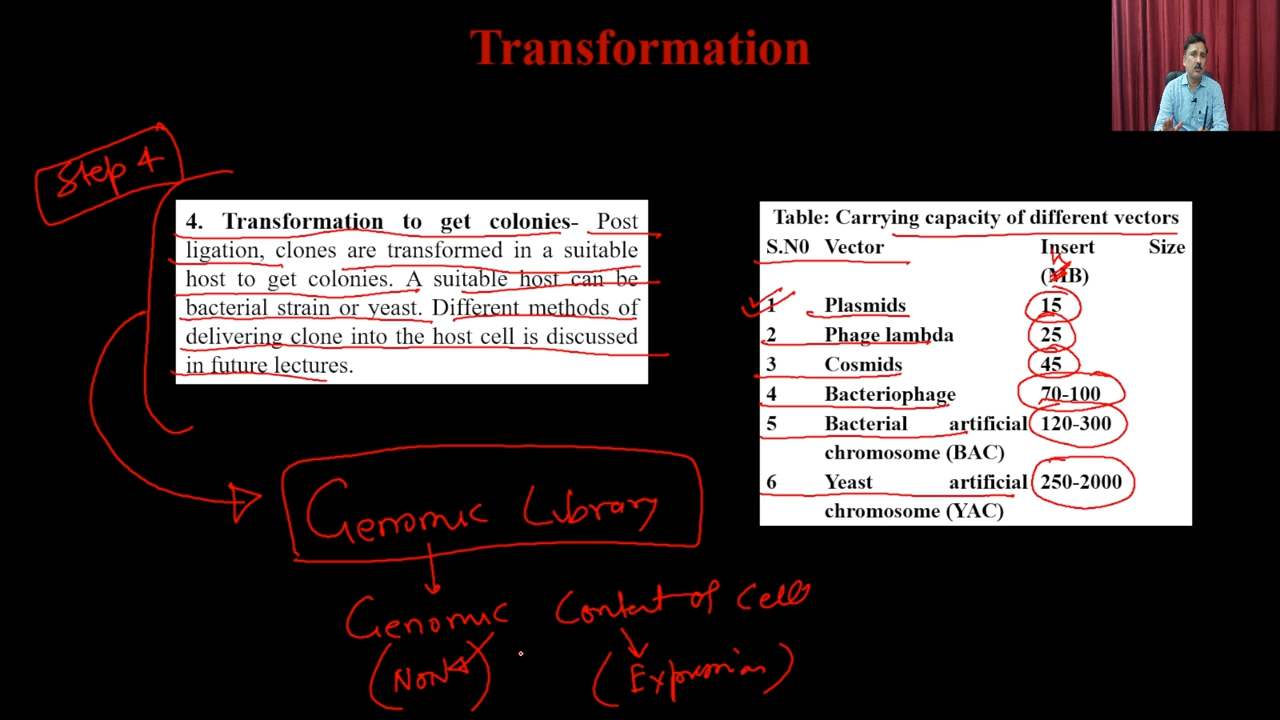 Transformation
Step 4
4. Transformation to get colonies- Post
ligation, clones are transformed in a suitable
host to get colonies. A suitable host can be
bacterial strain or yeast. Different methods of
delivering clone into the host cell is discussed
in future lectures.
Table: Carrying capacity of different vectors
S.N0 Vector Insert Size
(MB)
1 Plasmids 15
2 Phage lambda 25
3 Cosmids 45
4 Bacteriophage 70-100
5 Bacterial artificial 120-300
chromosome (BAC)
6 Yeast artificial 250-2000
chromosome (YAC)
Genomic Library
Genomic Content of Cells
(Expression)